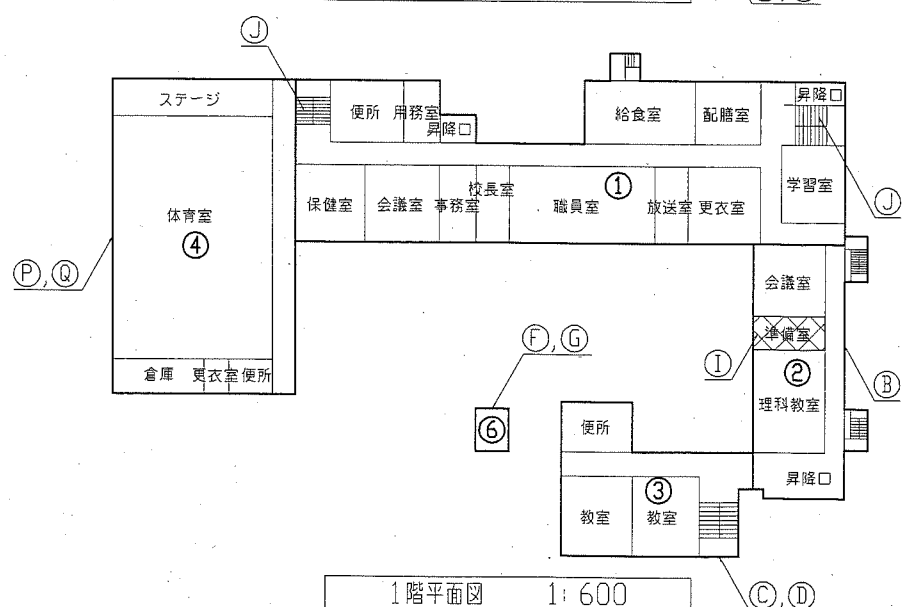 Ⓙ
ステージ
便所 用務室
昇降口
給食室
配膳室
昇降口
学習室
Ⓙ
保健室
会議室
事務室
校長室
職員室
①
放送室
更衣室
体育室
④
Ⓟ,Ⓠ
会議室
準備室
Ⓘ
②
理科教室
Ⓑ
倉庫
更衣室
便所
Ⓕ,Ⓖ
⑥
便所
昇降口
教室
③
教室
1階平面図 1:600
Ⓒ,Ⓓ